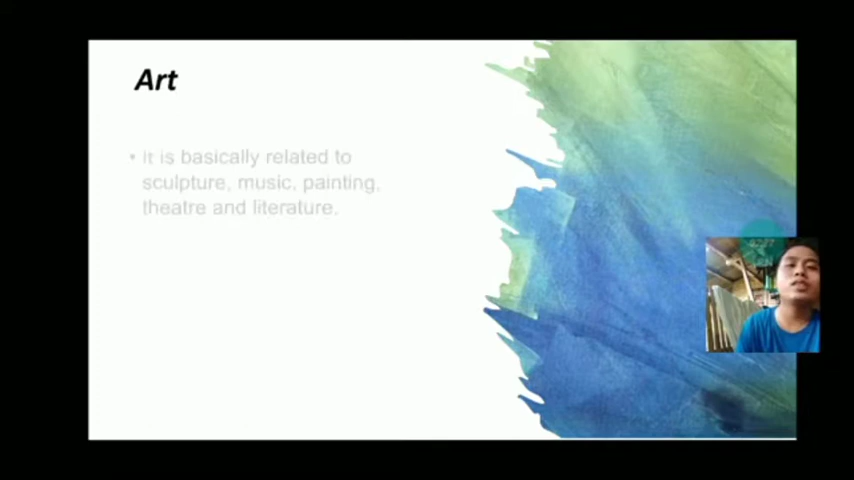 Art
• It is basically related to
sculpture, music, painting,
theatre and literature.